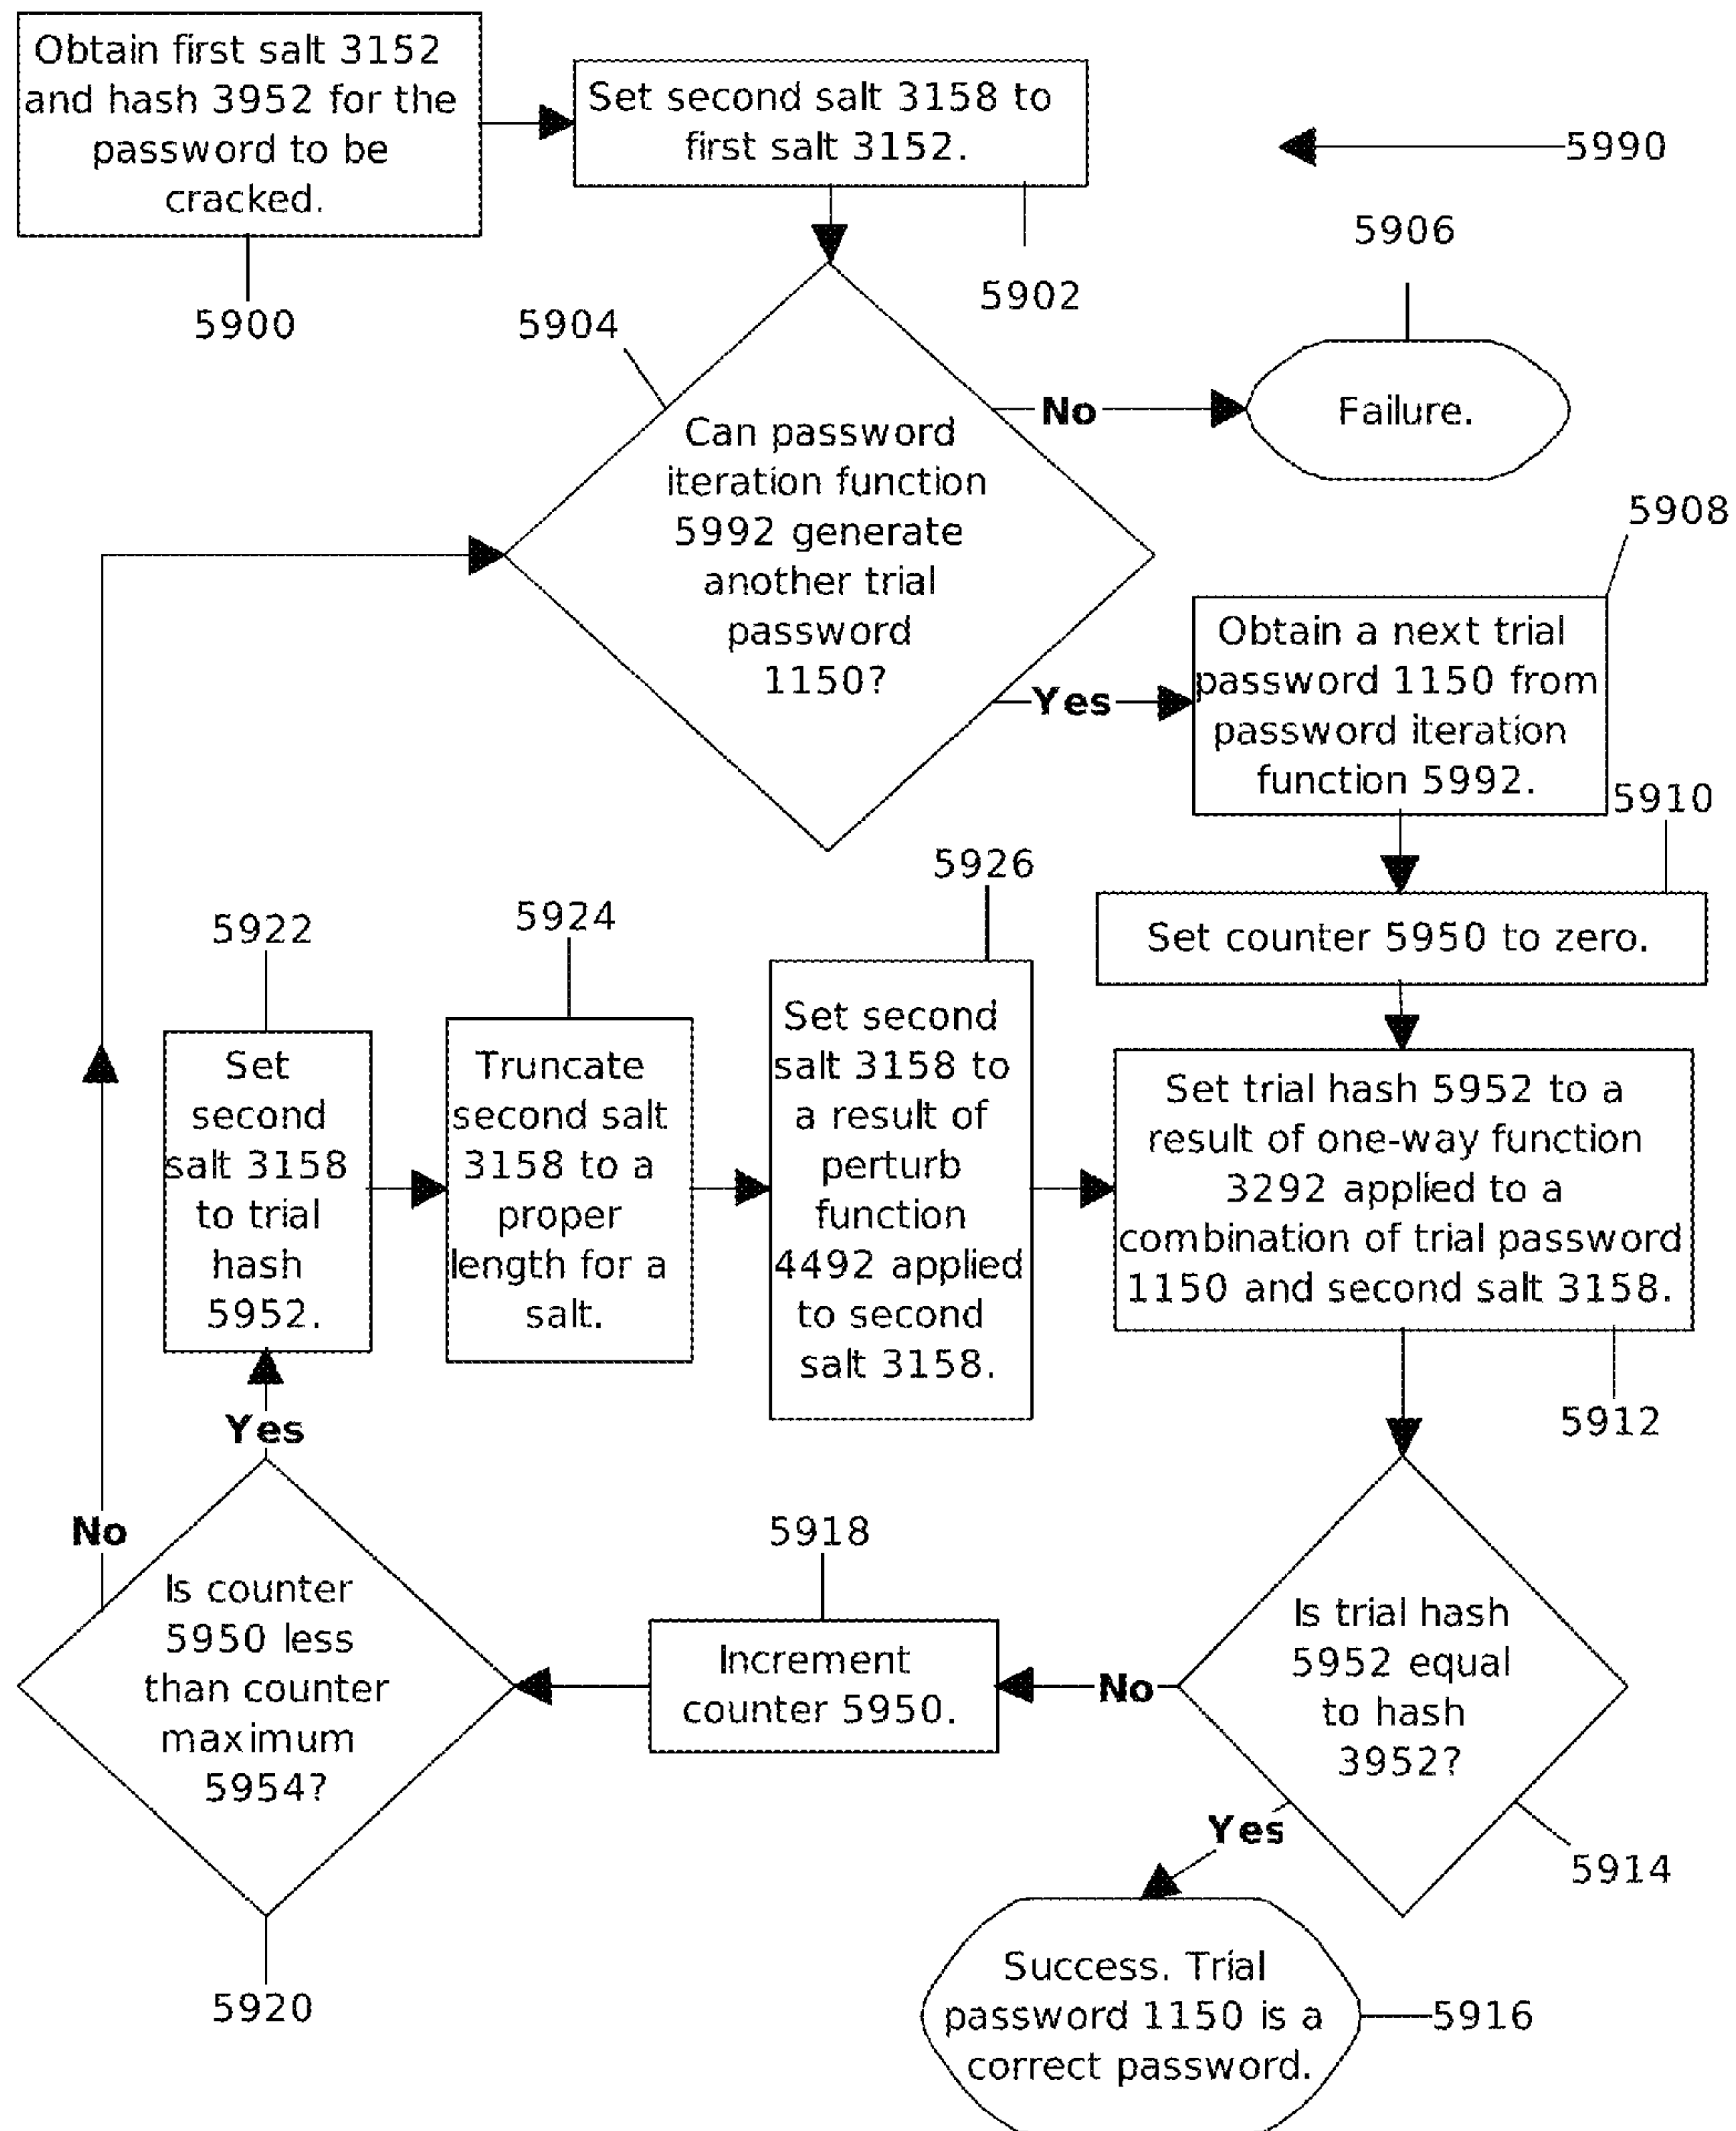 Obtain first salt 3152
and hash 3952 for the
password to be
cracked.
5900
Set second salt 3158 to
first salt 3152.
5902
5990
5906
Failure.
5904
Can password
iteration function
5992 generate
another trial
password
1150?
No
Yes
5908
Obtain a next trial
password 1150 from
password iteration
function 5992.
5910
Set counter 5950 to zero.
5922
Set
second
salt 3158
to trial
hash
5952.
5924
Truncate
second salt
3158 to a
proper
length for a
salt.
5926
Set second
salt 3158 to
a result of
perturb
function
4492 applied
to second
salt 3158.
Set trial hash 5952 to a
result of one-way function
3292 applied to a
combination of trial password
1150 and second salt 3158.
5912
Yes
No
Is counter
5950 less
than counter
maximum
5954?
5920
5918
Increment
counter 5950.
No
Is trial hash
5952 equal
to hash
3952?
5914
Yes
Success. Trial
password 1150 is a
correct password.
5916